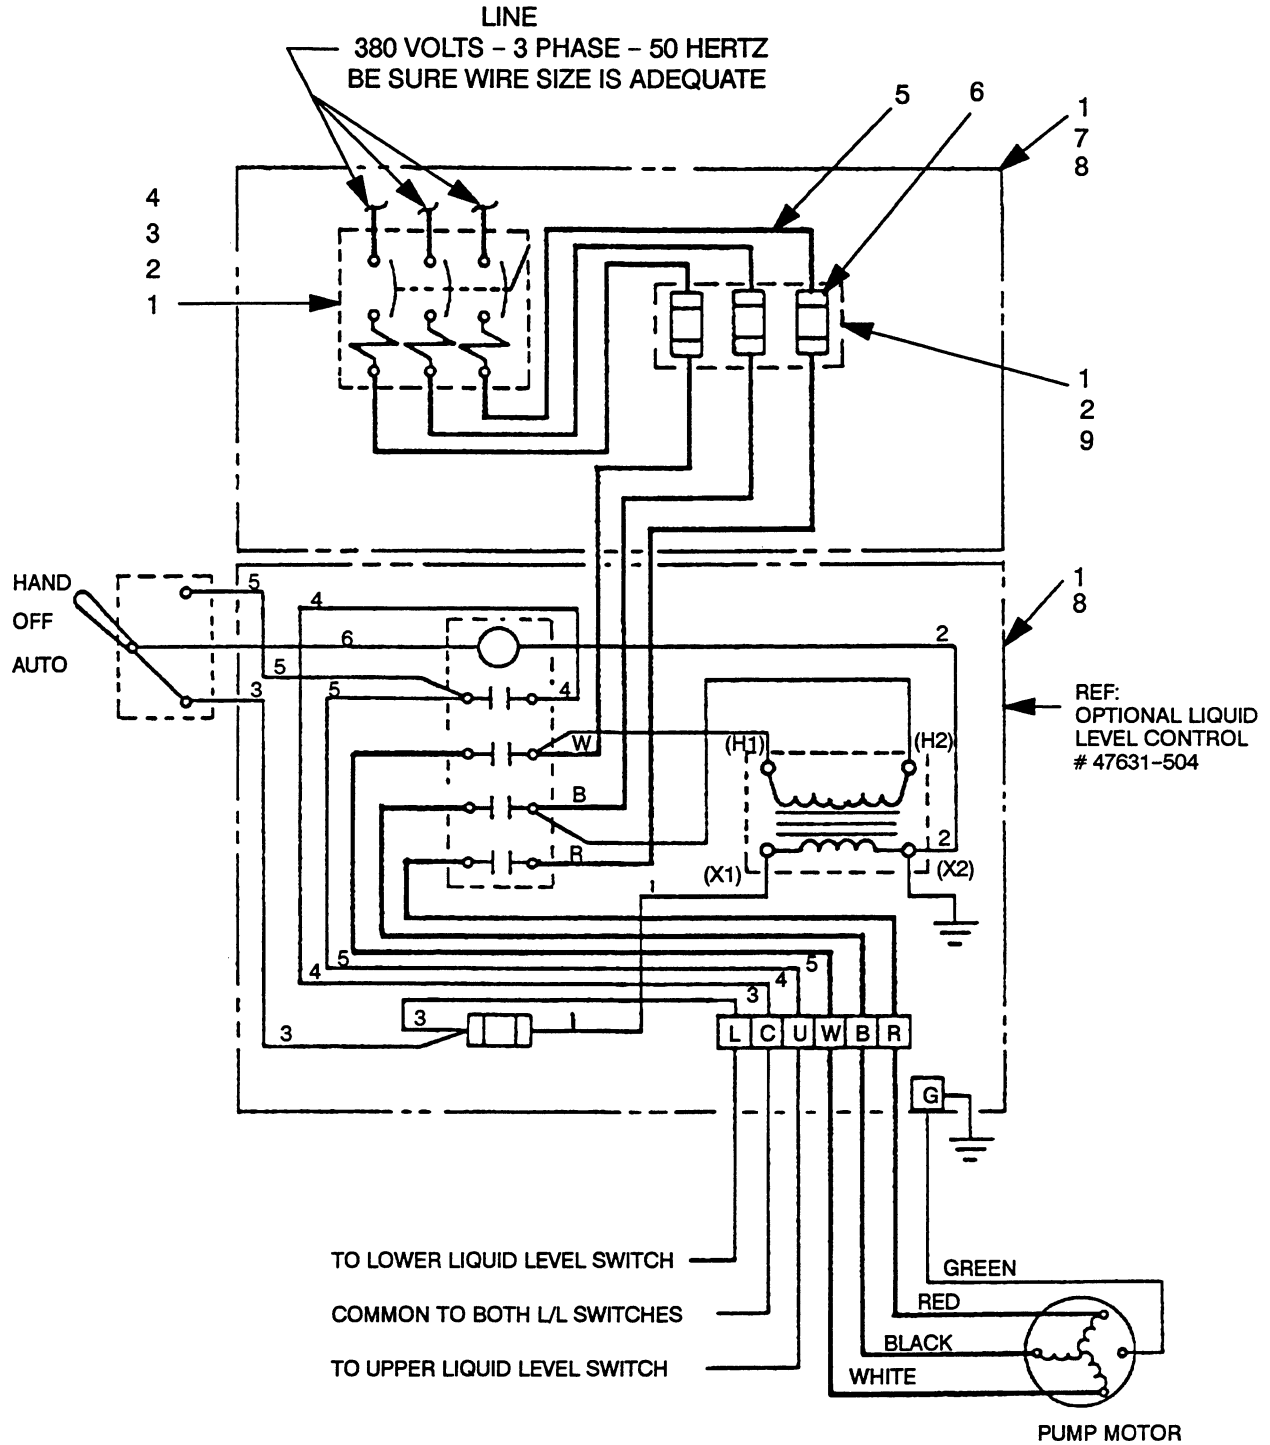 LINE
380 VOLTS – 3 PHASE – 50 HERTZ
BE SURE WIRE SIZE IS ADEQUATE
5
6
1
7
8
4
3
2
1
1
2
9
HAND
OFF
AUTO
5
4
6
2
1
8
5
3
5
4
REF:
OPTIONAL LIQUID
LEVEL CONTROL
# 47631–504
W
(H1)
(H2)
B
R
2
(X1)
(X2)
5
5
4
4
3
3
3
L C U W B R
G
TO LOWER LIQUID LEVEL SWITCH
GREEN
RED
COMMON TO BOTH L/L SWITCHES
BLACK
TO UPPER LIQUID LEVEL SWITCH
WHITE
PUMP MOTOR